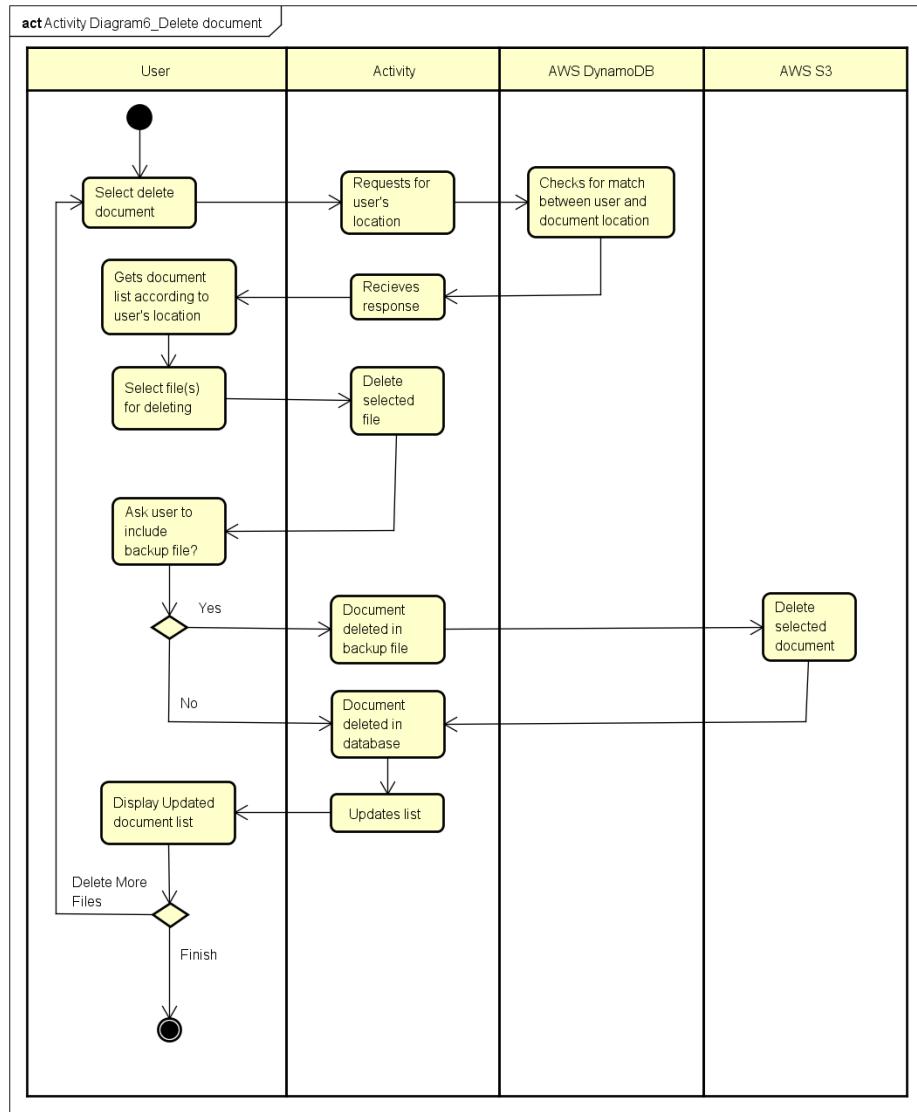 act Activity Diagram6_Delete document
User
Activity
AWS DynamoDB
AWS S3
Select delete
document
Requests for
user's
location
Checks for match
between user and
document location
Gets document
list according to
user's location
Recieves
response
Select file(s)
for deleting
Delete
selected
file
Ask user to
include
backup file?
Yes
Document
deleted in
backup file
Delete
selected
document
No
Document
deleted in
database
Display Updated
document list
Updates list
Delete More
Files
Finish